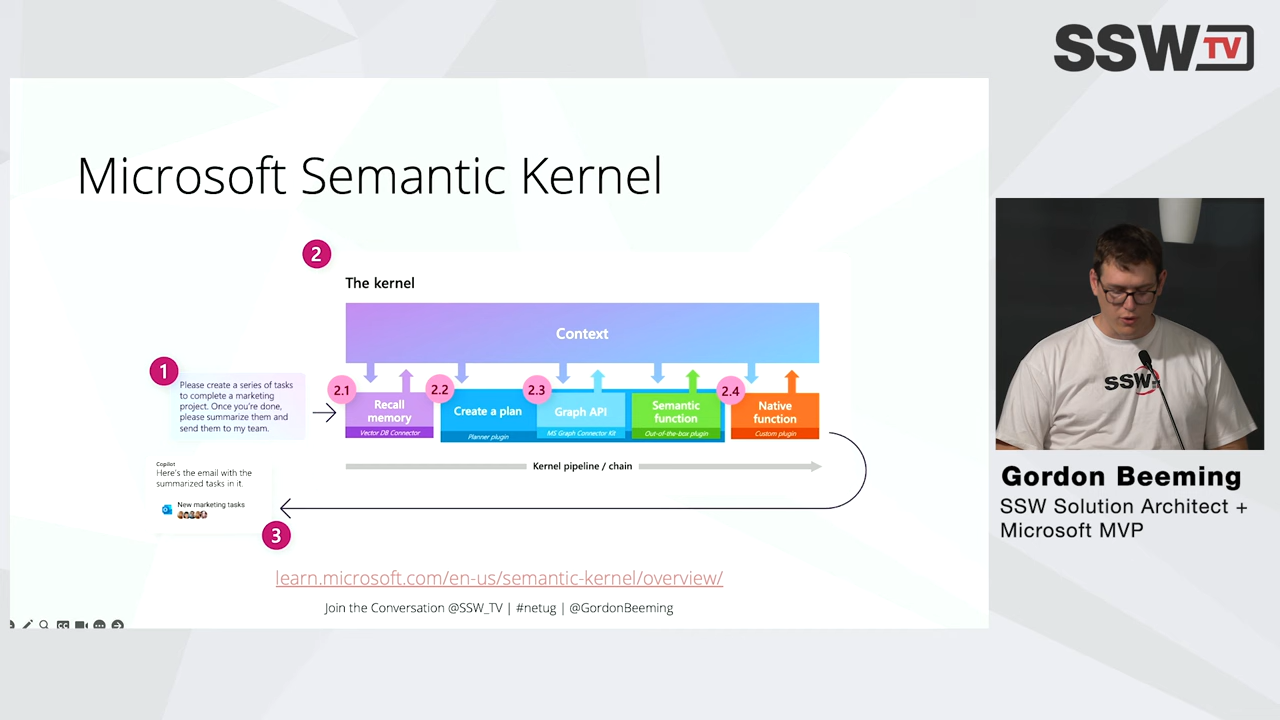 SSW TV
Microsoft Semantic Kernel
2
The kernel
Context
1
Please create a series of tasks
to complete a marketing
project. Once you're done,
please summarize them and
send them to my team.
2.1
Recall
memory
Vector DB Connector
2.2
Create a plan
Planner plugin
2.3
Graph API
MS Graph Connector Kit
Semantic
function
Out-of-the-box plugin
2.4
Native
function
Custom plugin
Kernel pipeline / chain
Copilot
Here's the email with the
summarized tasks in it.
New marketing tasks
3
learn.microsoft.com/en-us/semantic-kernel/overview/
Join the Conversation @SSW_TV | #netug | @GordonBeeming
SSW
Gordon Beeming
SSW Solution Architect +
Microsoft MVP